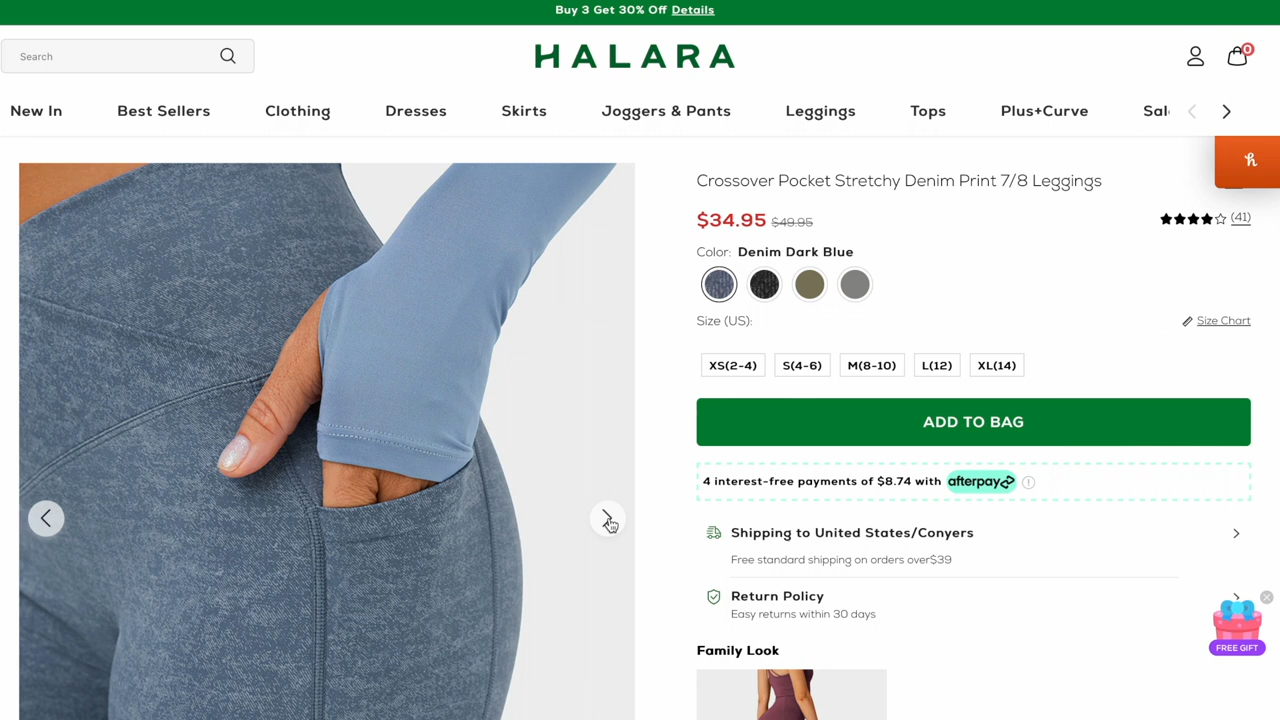 Buy 3 Get 30% Off Details
Search
HALARA
0
New In Best Sellers Clothing Dresses Skirts Joggers & Pants Leggings Tops Plus+Curve Sal
h
Crossover Pocket Stretchy Denim Print 7/8 Leggings
$34.95 $49.95
(41)
Color: Denim Dark Blue
Size (US):
Size Chart
XS(2-4) S(4-6) M(8-10) L(12) XL(14)
ADD TO BAG
4 interest-free payments of $8.74 with afterpay
Shipping to United States/Conyers
Free standard shipping on orders over$39
Return Policy
Easy returns within 30 days
FREE GIFT
Family Look